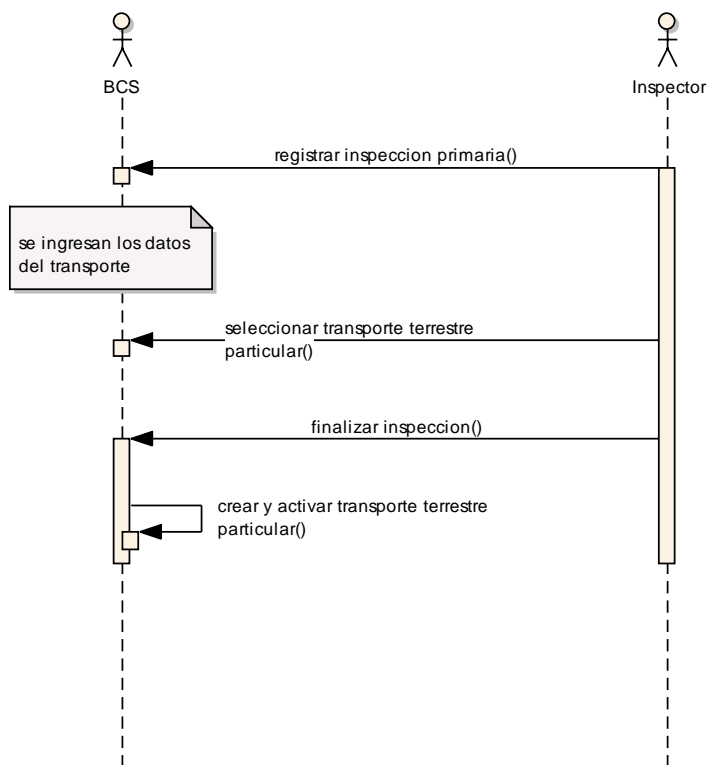 BCS
Inspector
registrar inspeccion primaria()
se ingresan los datos
del transporte
seleccionar transporte terrestre
particular()
finalizar inspeccion()
crear y activar transporte terrestre
particular()